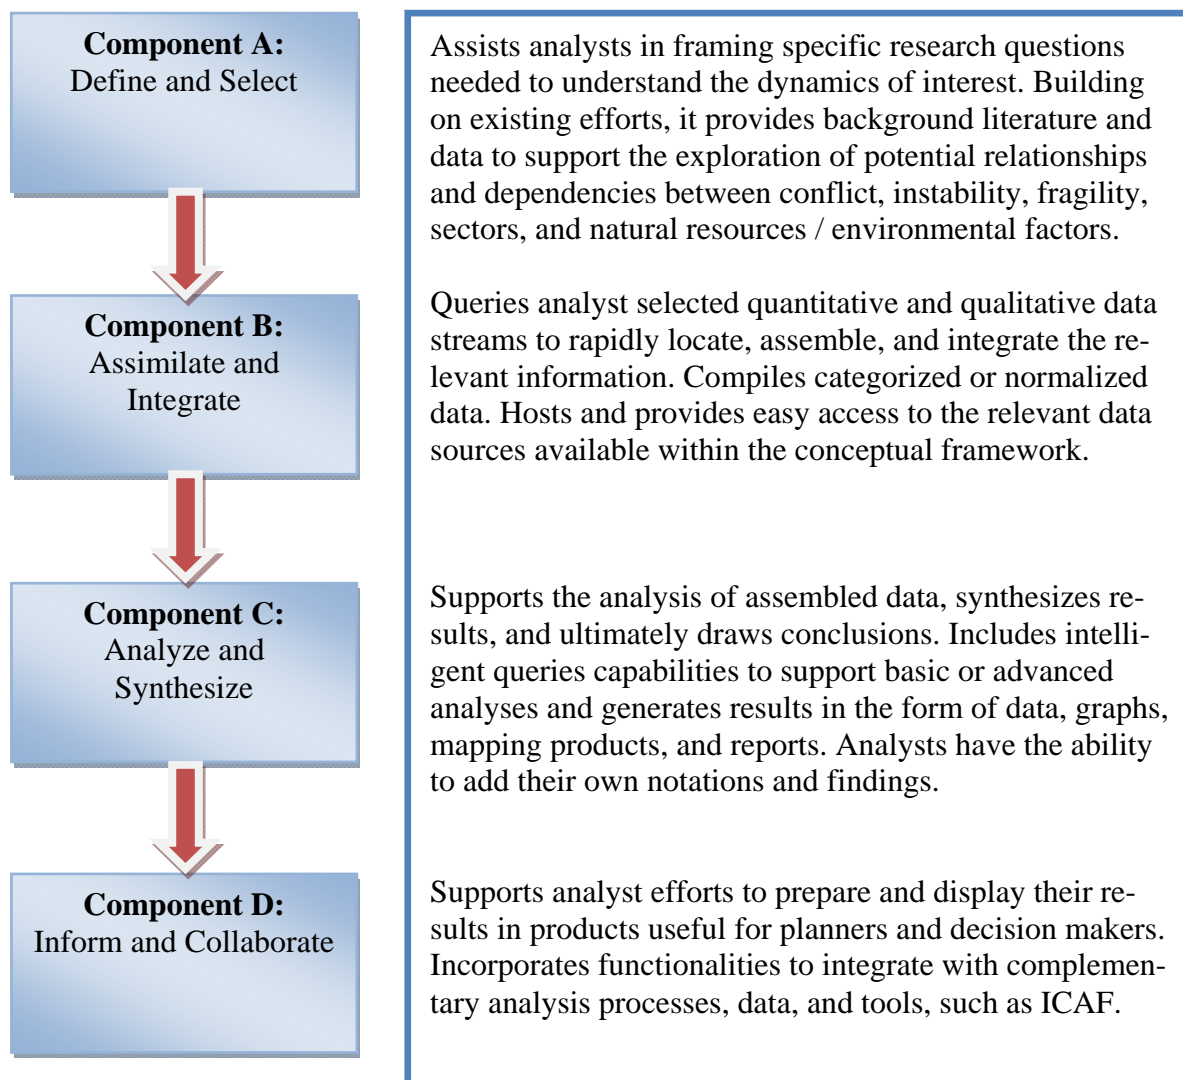 Component A:
Define and Select
Assists analysts in framing specific research questions
needed to understand the dynamics of interest. Building
on existing efforts, it provides background literature and
data to support the exploration of potential relationships
and dependencies between conflict, instability, fragility,
sectors, and natural resources / environmental factors.
Component B:
Assimilate and
Integrate
Queries analyst selected quantitative and qualitative data
streams to rapidly locate, assemble, and integrate the re-
levant information. Compiles categorized or normalized
data. Hosts and provides easy access to the relevant data
sources available within the conceptual framework.
Component C:
Analyze and
Synthesize
Supports the analysis of assembled data, synthesizes re-
sults, and ultimately draws conclusions. Includes intelli-
gent queries capabilities to support basic or advanced
analyses and generates results in the form of data, graphs,
mapping products, and reports. Analysts have the ability
to add their own notations and findings.
Component D:
Inform and Collaborate
Supports analyst efforts to prepare and display their re-
sults in products useful for planners and decision makers.
Incorporates functionalities to integrate with complemen-
tary analysis processes, data, and tools, such as ICAF.